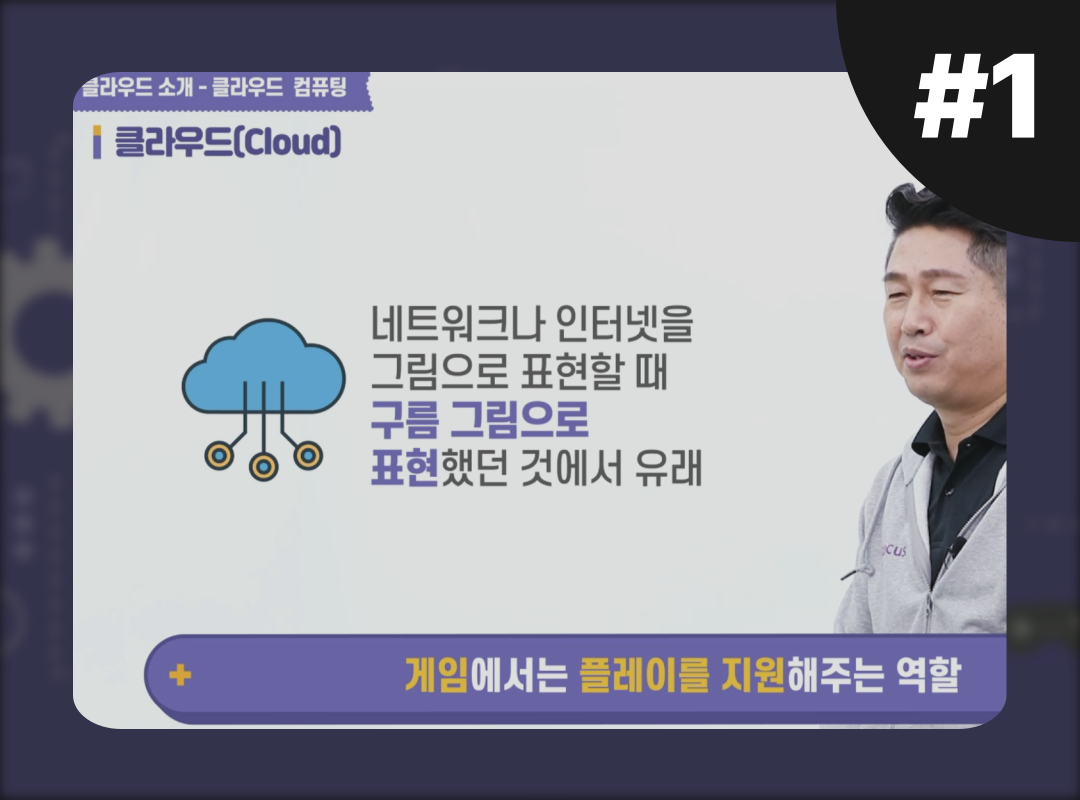 #1
클라우드 소개 - 클라우드 컴퓨팅
클라우드(Cloud)
네트워크나 인터넷을
그림으로 표현할 때
구름 그림으로
표현했던 것에서 유래
cus
+ 게임에서는 플레이를 지원해주는 역할